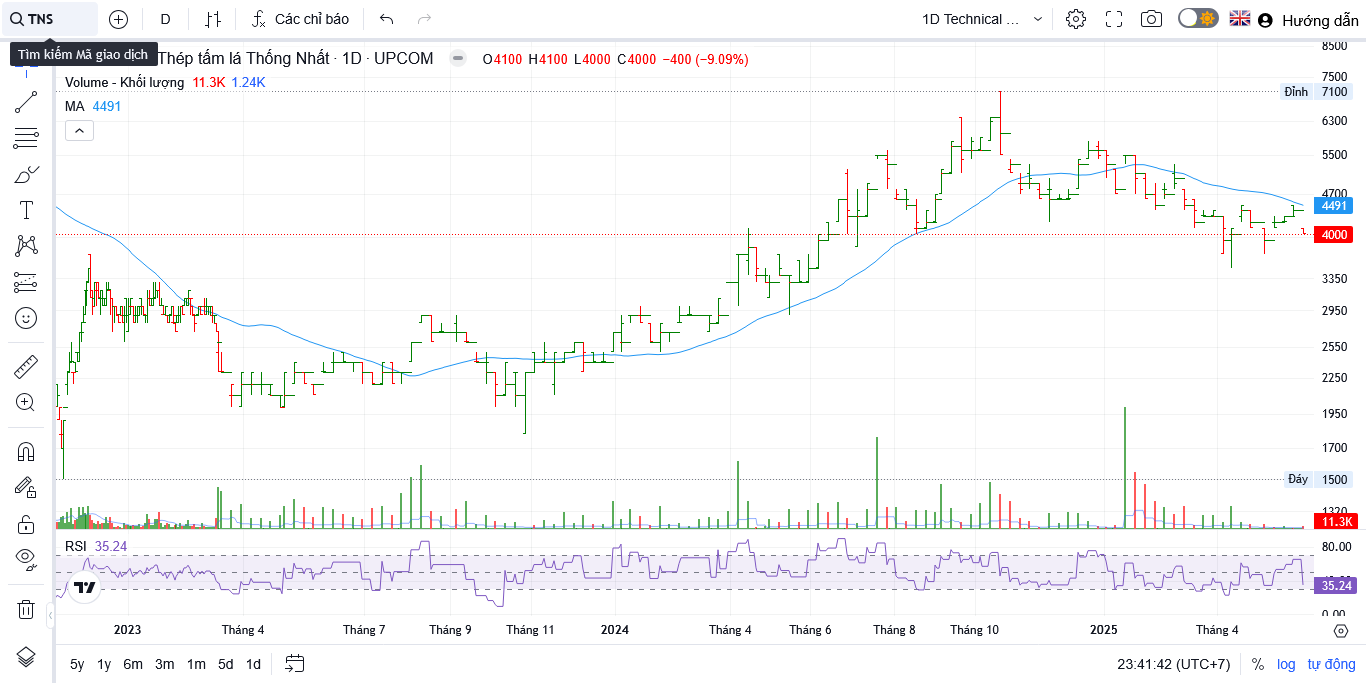 TNS
D
Các chỉ báo
1D Technical ...
Hướng dẫn
Tìm kiếm Mã giao dịch
Thép tấm lá Thống Nhất · 1D · UPCOM
O4100 H4100 L4000 C4000 −400 (−9.09%)
Volume - Khối lượng 11.3K 1.24K
MA 4491
8500
7500
Đỉnh 7100
6300
5500
4700
4491
4000
3350
2950
2550
2250
1950
1700
Đáy 1500
1320
11.3K
RSI 35.24
80.00
35.24
0.00
2023 Tháng 4 Tháng 7 Tháng 9 Tháng 11 2024 Tháng 4 Tháng 6 Tháng 8 Tháng 10 2025 Tháng 4
5y 1y 6m 3m 1m 5d 1d
23:41:42 (UTC+7) % log tự động